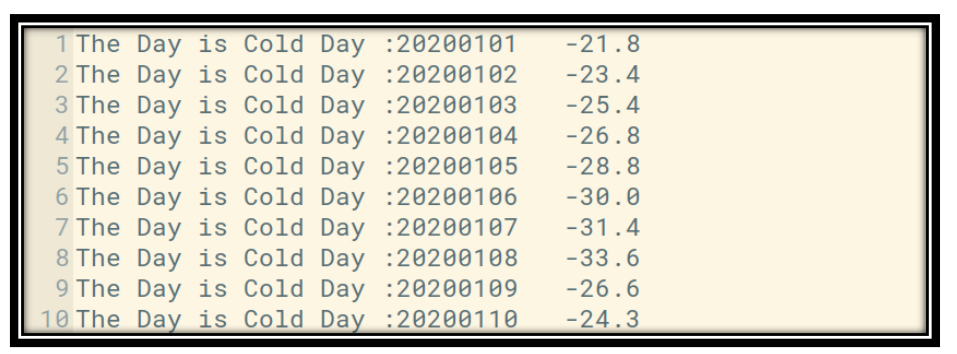 1 The Day is Cold Day :20200101 -21.8
2 The Day is Cold Day :20200102 -23.4
3 The Day is Cold Day :20200103 -25.4
4 The Day is Cold Day :20200104 -26.8
5 The Day is Cold Day :20200105 -28.8
6 The Day is Cold Day :20200106 -30.0
7 The Day is Cold Day :20200107 -31.4
8 The Day is Cold Day :20200108 -33.6
9 The Day is Cold Day :20200109 -26.6
10 The Day is Cold Day :20200110 -24.3